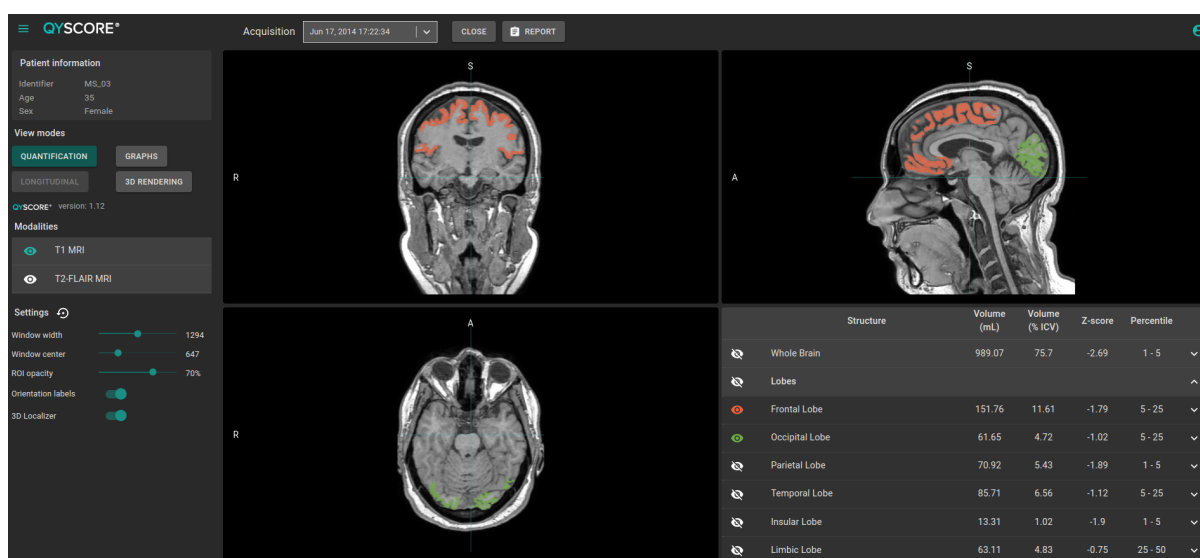 QYSCORE®
Acquisition Jun 17, 2014 17:22:34 CLOSE REPORT
Patient information
Identifier MS_03
Age 35
Sex Female
View modes
QUANTIFICATION GRAPHS
LONGITUDINAL 3D RENDERING
QYSCORE® version: 1.12
Modalities
T1 MRI
T2-FLAIR MRI
Settings
Window width 1294
Window center 647
ROI opacity 70%
Orientation labels
3D Localizer
S
R
S
A
A
R
Structure Volume (mL) Volume (% ICV) Z-score Percentile
Whole Brain 989.07 75.7 -2.69 1 - 5
Lobes
Frontal Lobe 151.76 11.61 -1.79 5 - 25
Occipital Lobe 61.65 4.72 -1.02 5 - 25
Parietal Lobe 70.92 5.43 -1.89 1 - 5
Temporal Lobe 85.71 6.56 -1.12 5 - 25
Insular Lobe 13.31 1.02 -1.9 1 - 5
Limbic Lobe 63.11 4.83 -0.75 25 - 50